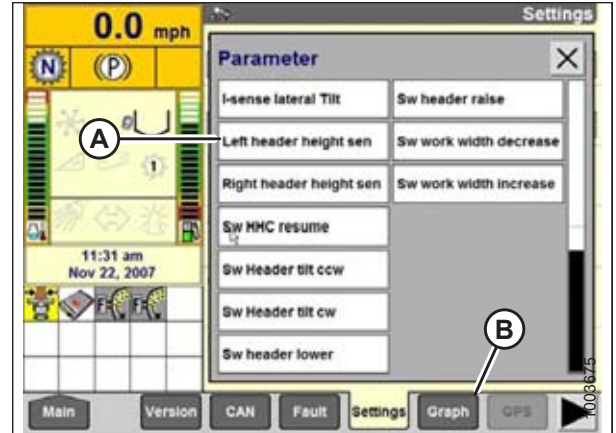 0.0 mph
Settings
N
(P)
Parameter
I-sense lateral Tilt
Sw header raise
A
Left header height sen
Sw work width decrease
1
Right header height sen
Sw work width increase
Sw HHC resume
11:31 am
Nov 22, 2007
Sw Header tilt ccw
F
F
Sw Header tilt cw
B
Sw header lower
1003675
Main
Version
CAN
Fault
Settings
Graph
GPS